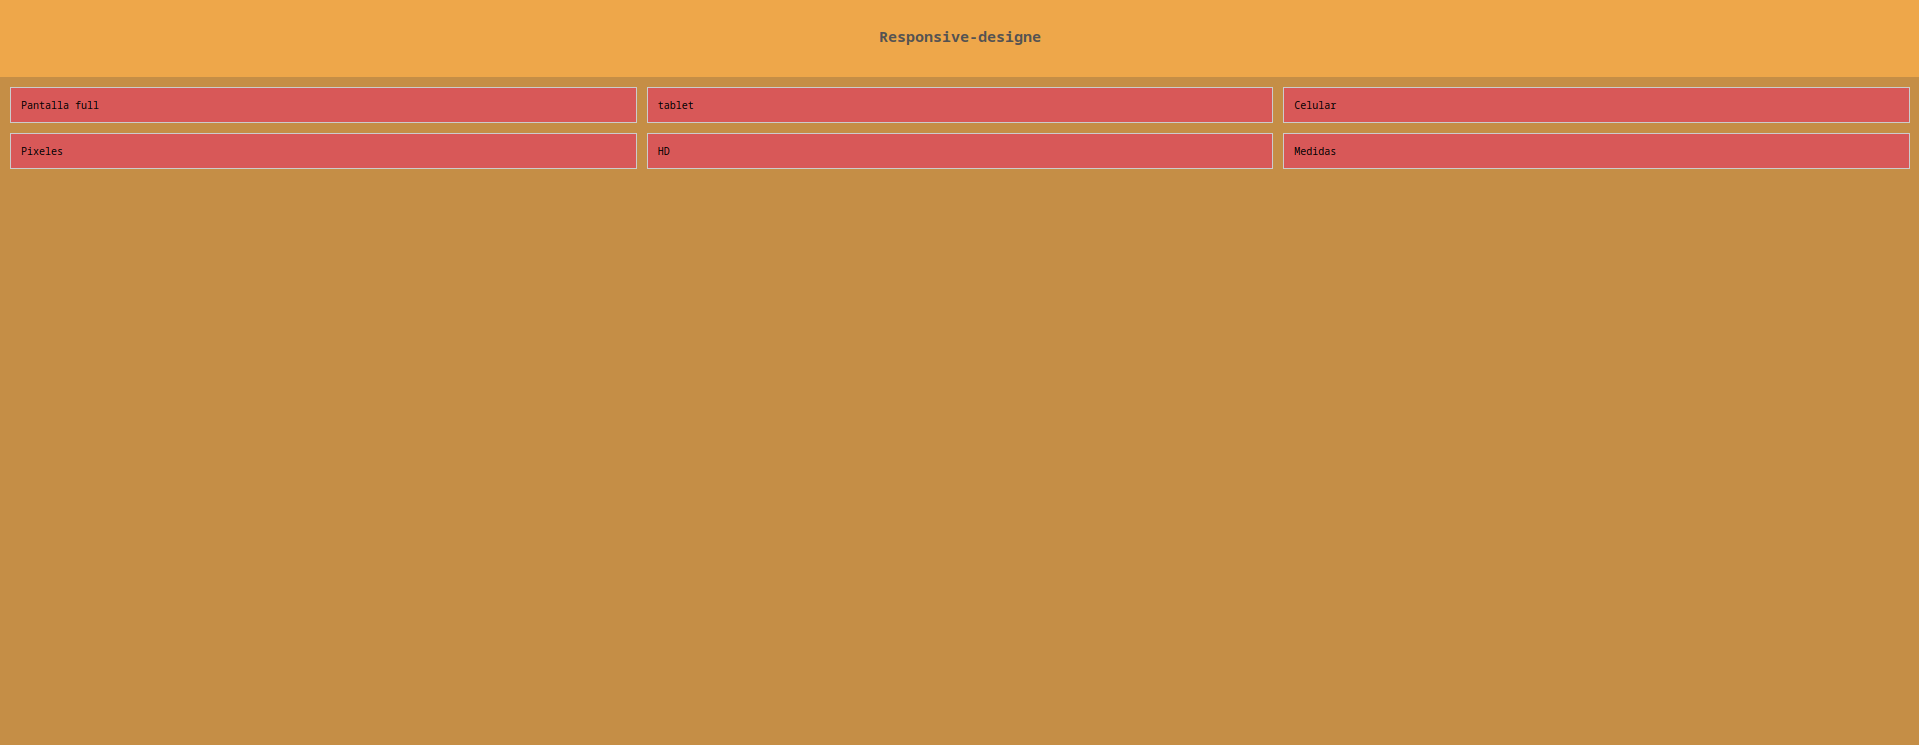 Responsive-designe
Pantalla full
tablet
Celular
Pixeles
HD
Medidas